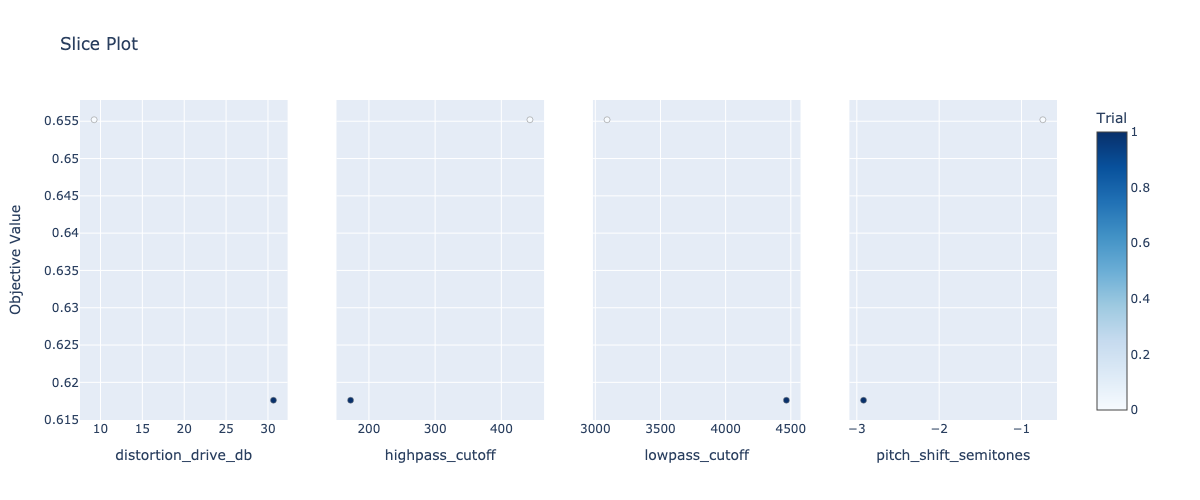 Slice Plot
Trial
Objective Value
0.655
0.65
0.645
0.64
0.635
0.63
0.625
0.62
0.615
10 15 20 25 30
200 300 400
3000 3500 4000 4500
−3 −2 −1
distortion_drive_db
highpass_cutoff
lowpass_cutoff
pitch_shift_semitones
1
0.8
0.6
0.4
0.2
0